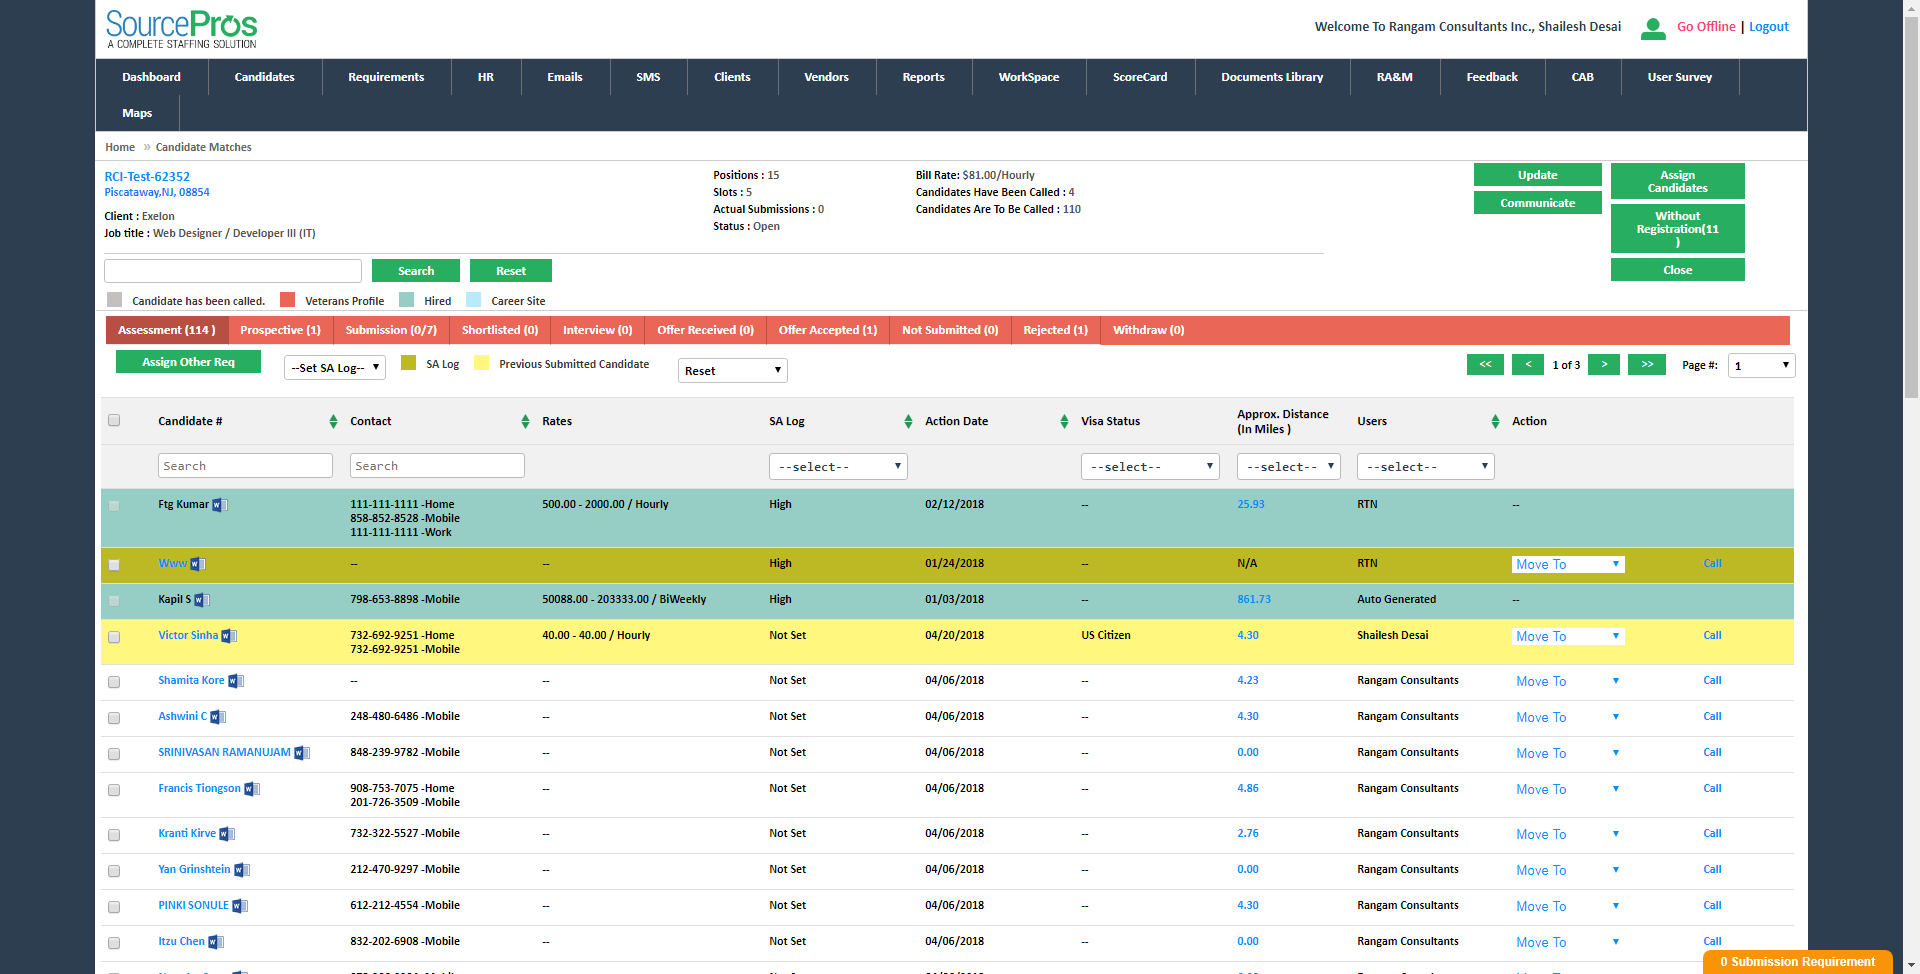 SourcePros
A COMPLETE STAFFING SOLUTION
Welcome To Rangam Consultants Inc., Shailesh Desai Go Offline | Logout
Dashboard Candidates Requirements HR Emails SMS Clients Vendors Reports WorkSpace ScoreCard Documents Library RA&M Feedback CAB User Survey
Maps
Home » Candidate Matches
RCI-Test-62352
Piscataway,NJ, 08854
Client : Exelon
Job title : Web Designer / Developer III (IT)
Positions : 15
Slots : 5
Actual Submissions : 0
Status : Open
Bill Rate: $81.00/Hourly
Candidates Have Been Called : 4
Candidates Are To Be Called : 110
Update
Communicate
Assign
Candidates
Without
Registration(11
)
Close
Search Reset
Candidate has been called. Veterans Profile Hired Career Site
Assessment (114 ) Prospective (1) Submission (0/7) Shortlisted (0) Interview (0) Offer Received (0) Offer Accepted (1) Not Submitted (0) Rejected (1) Withdraw (0)
Assign Other Req --Set SA Log-- SA Log Previous Submitted Candidate Reset << < 1 of 3 > >> Page #: 1
Candidate # Contact Rates SA Log Action Date Visa Status Approx. Distance
(In Miles ) Users Action
Search Search --select-- --select-- --select-- --select--
Ftg Kumar 111-111-1111 -Home 500.00 - 2000.00 / Hourly High 02/12/2018 -- 25.93 RTN --
858-852-8528 -Mobile
111-111-1111 -Work
Www -- -- High 01/24/2018 -- N/A RTN Move To Call
Kapil S 798-653-8898 -Mobile 50088.00 - 203333.00 / BiWeekly High 01/03/2018 -- 861.73 Auto Generated --
Victor Sinha 732-692-9251 -Home 40.00 - 40.00 / Hourly Not Set 04/20/2018 US Citizen 4.30 Shailesh Desai Move To Call
732-692-9251 -Mobile
Shamita Kore -- -- Not Set 04/06/2018 -- 4.23 Rangam Consultants Move To Call
Ashwini C 248-480-6486 -Mobile -- Not Set 04/06/2018 -- 4.30 Rangam Consultants Move To Call
SRINIVASAN RAMANUJAM 848-239-9782 -Mobile -- Not Set 04/06/2018 -- 0.00 Rangam Consultants Move To Call
Francis Tiongson 908-753-7075 -Home -- Not Set 04/06/2018 -- 4.86 Rangam Consultants Move To Call
201-726-3509 -Mobile
Kranti Kirve 732-322-5527 -Mobile -- Not Set 04/06/2018 -- 2.76 Rangam Consultants Move To Call
Yan Grinshtein 212-470-9297 -Mobile -- Not Set 04/06/2018 -- 0.00 Rangam Consultants Move To Call
PINKI SONULE 612-212-4554 -Mobile -- Not Set 04/06/2018 -- 4.30 Rangam Consultants Move To Call
Itzu Chen 832-202-6908 -Mobile -- Not Set 04/06/2018 -- 0.00 Rangam Consultants Move To Call
0 Submission Requirement